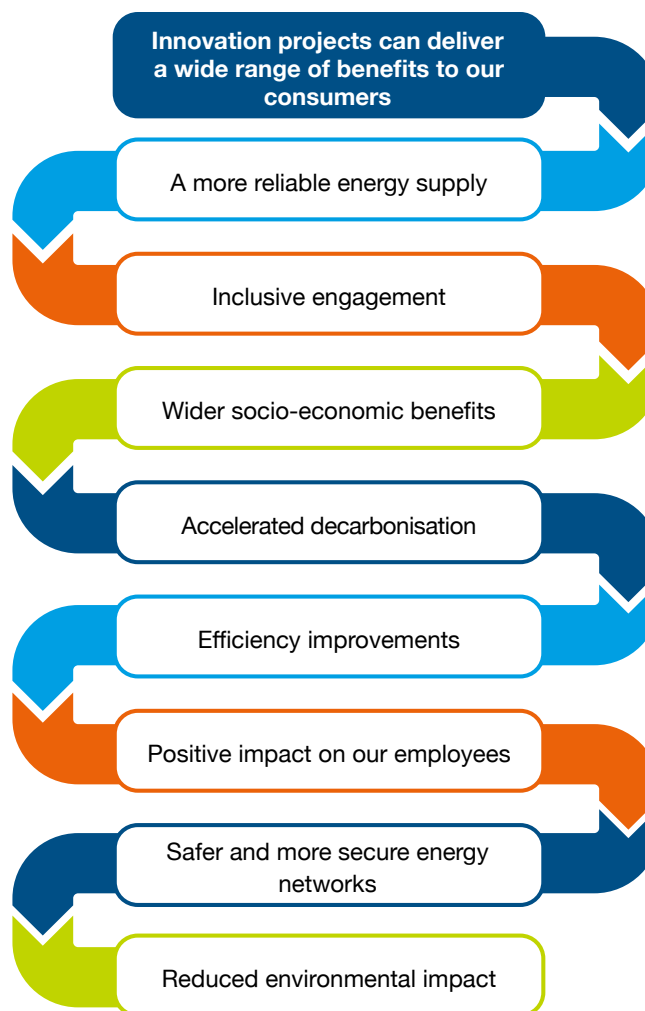 Innovation projects can deliver
a wide range of benefits to our
consumers
A more reliable energy supply
Inclusive engagement
Wider socio-economic benefits
Accelerated decarbonisation
Efficiency improvements
Positive impact on our employees
Safer and more secure energy
networks
Reduced environmental impact